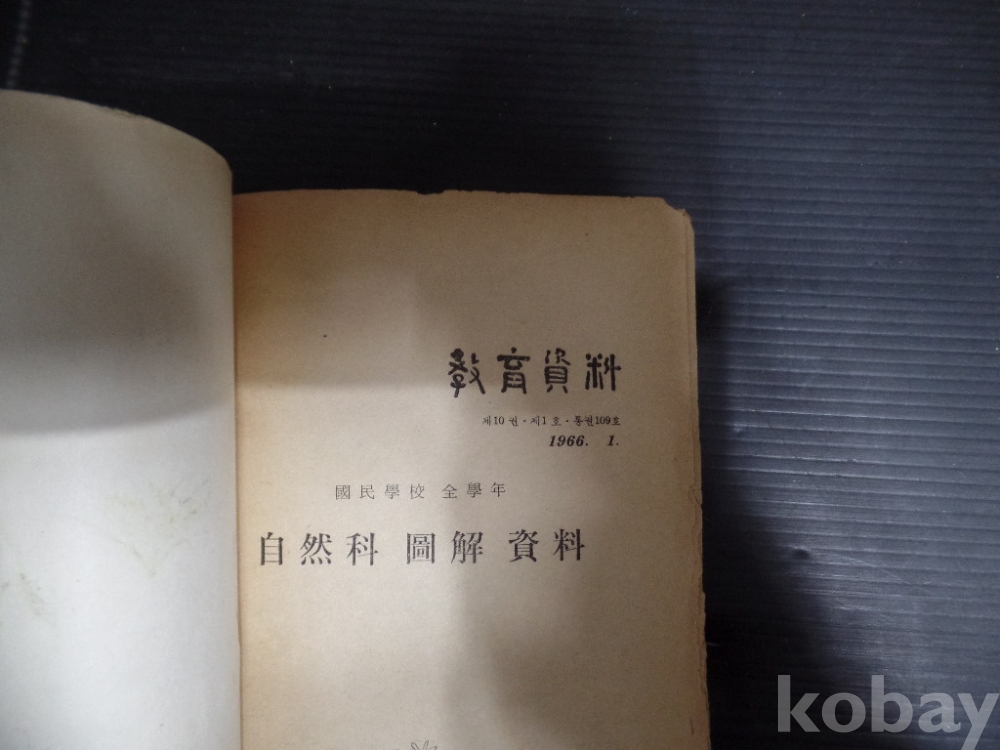 敎育資料
제10권·제1호·통권109호
1966. 1.
國民學校 全學年
自然科 圖解 資料
kobay